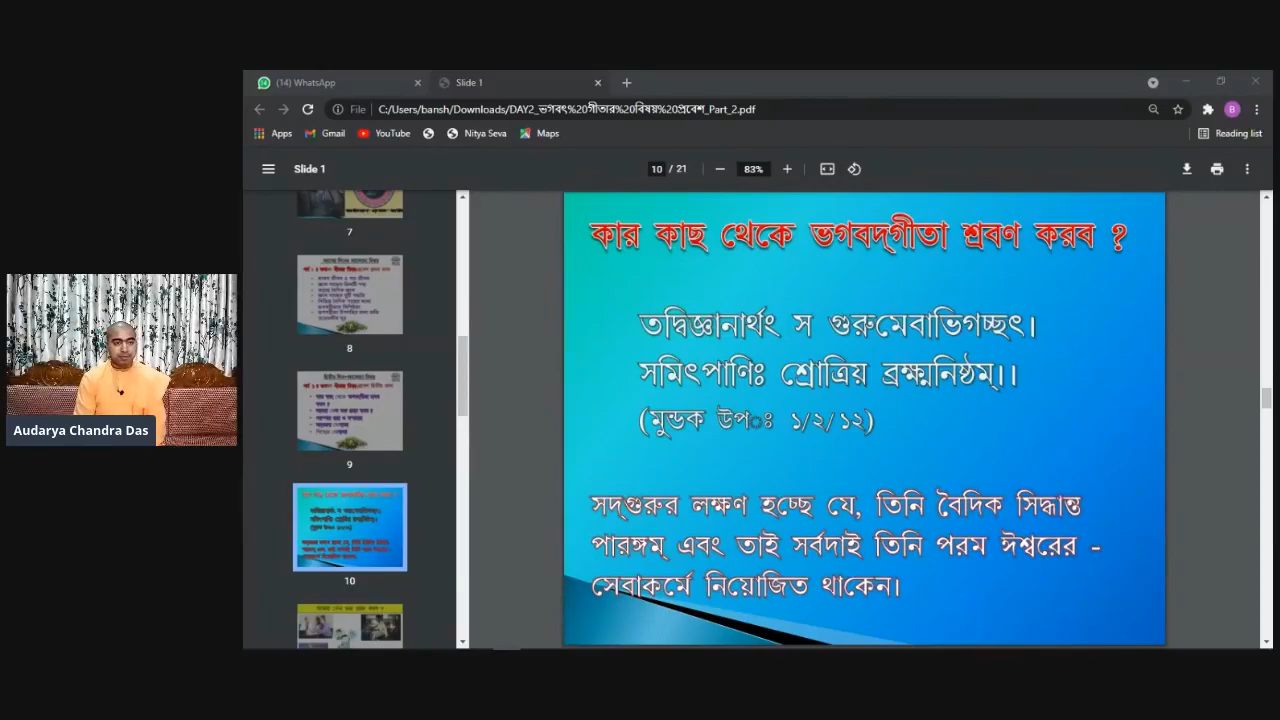 (14) WhatsApp
Slide 1
File C:/Users/bansh/Downloads/DAY2_ভগবৎ%20গীতার%20বিষয়%20প্রবেশ_Part_2.pdf
Apps Gmail YouTube Nitya Seva Maps Reading list
Slide 1 10 / 21 83%
7
8
9
10
Audarya Chandra Das
কার কাছ থেকে ভগবদ্‌গীতা শ্রবণ করব ?
তদ্বিজ্ঞানার্থং স গুরুমেবাভিগচ্ছৎ।
সমিৎপাণিঃ শ্রোত্রিয় ব্রহ্মনিষ্ঠম্।।
(মুন্ডক উপঃ ১/২/১২)
সদ্‌গুরুর লক্ষণ হচ্ছে যে, তিনি বৈদিক সিদ্ধান্ত
পারঙ্গম্ এবং তাই সর্বদাই তিনি পরম ঈশ্বরের -
সেবাকর্মে নিয়োজিত থাকেন।